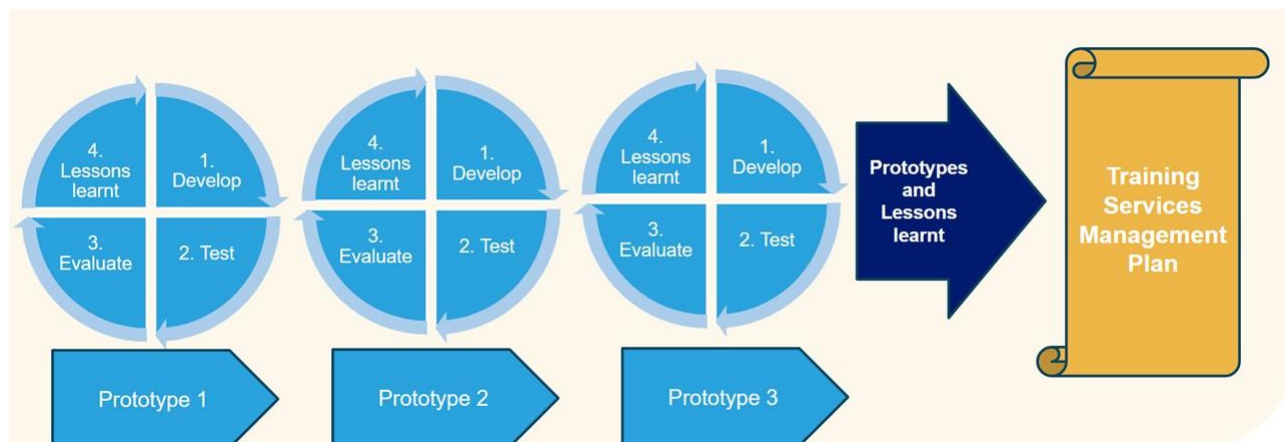 4.
Lessons
learnt
1.
Develop
3.
Evaluate
2. Test
Prototype 1
4.
Lessons
learnt
1.
Develop
3.
Evaluate
2. Test
Prototype 2
4.
Lessons
learnt
1.
Develop
3.
Evaluate
2. Test
Prototype 3
Prototypes
and
Lessons
learnt
Training
Services
Management
Plan